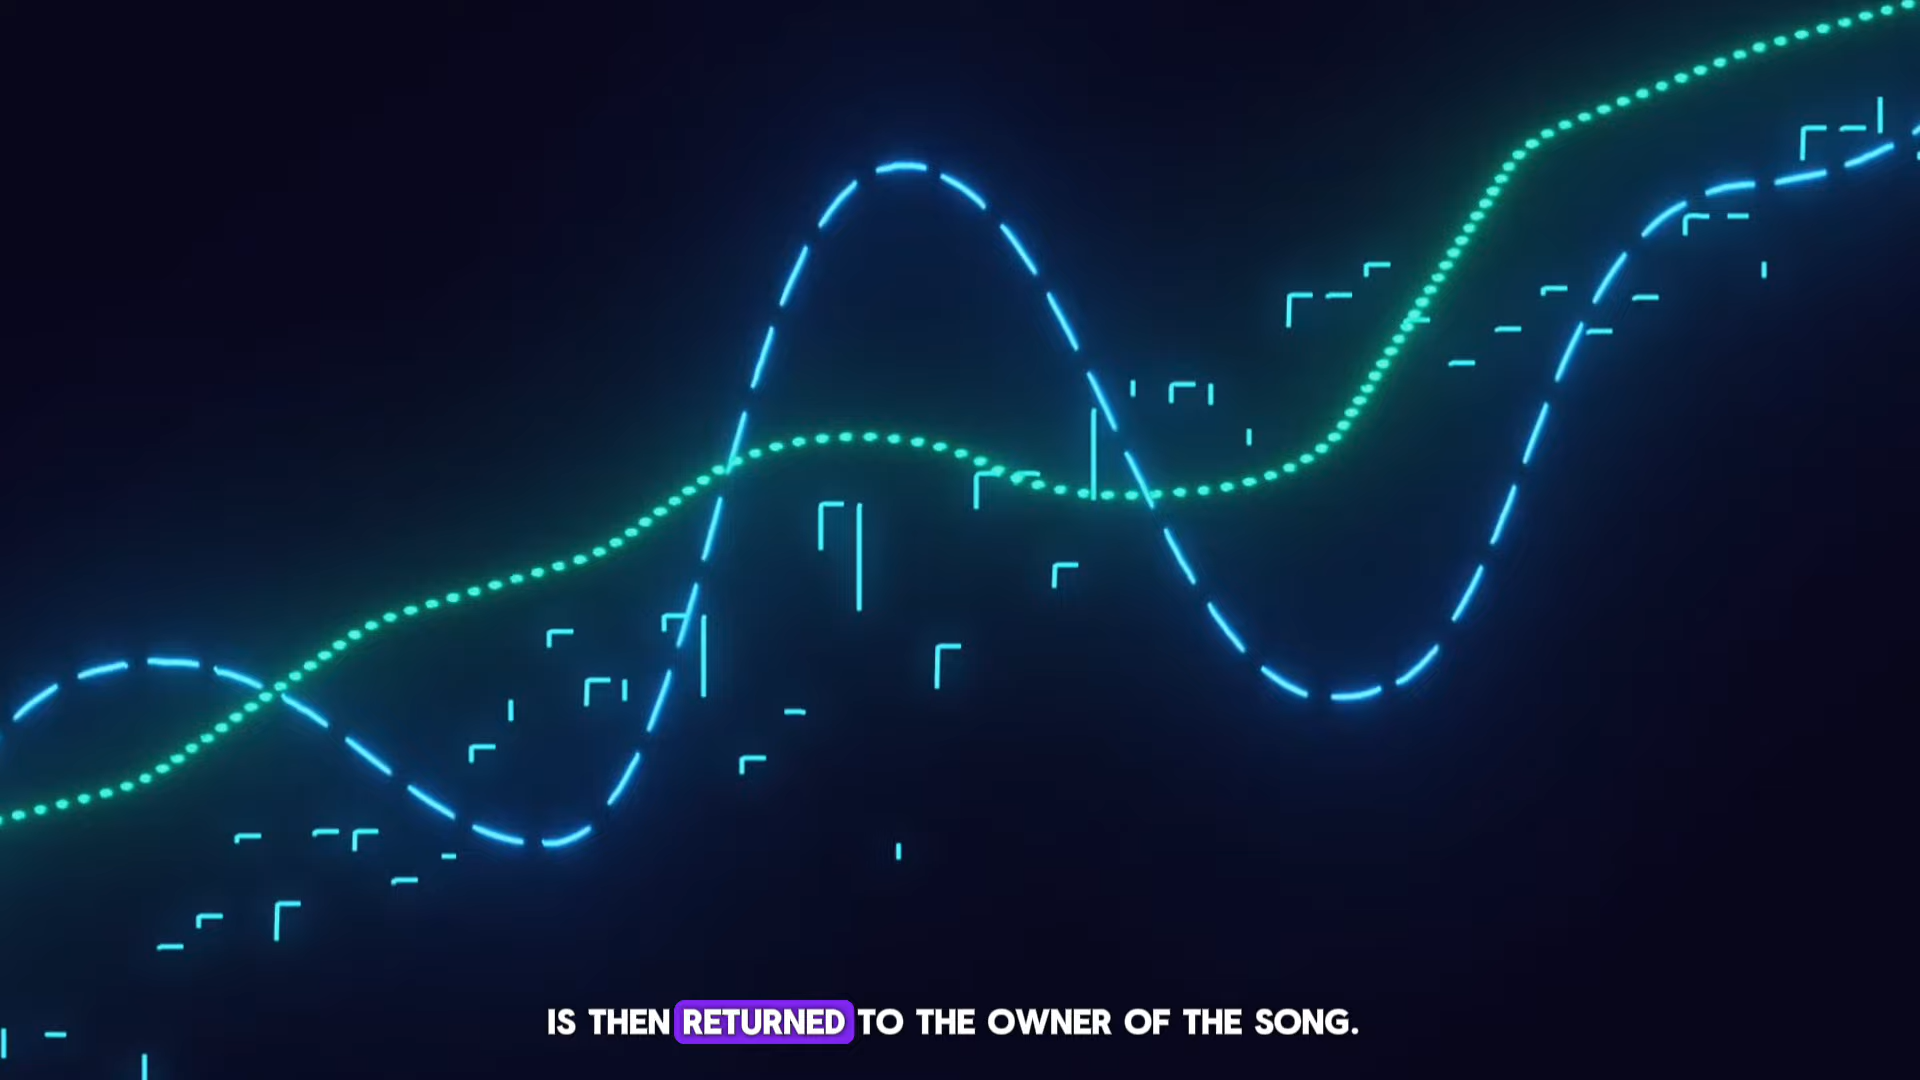 IS THEN RETURNED TO THE OWNER OF THE SONG.